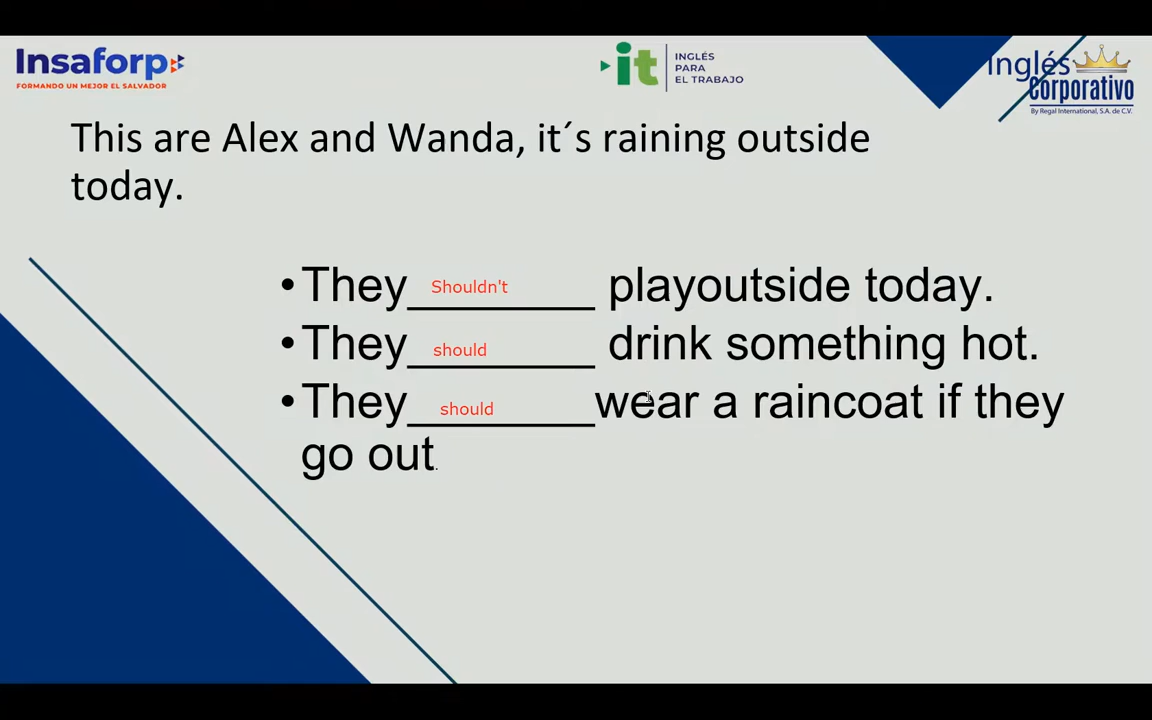 Insaforp
FORMANDO UN MEJOR EL SALVADOR
it
INGLÉS
PARA
EL TRABAJO
Inglés
Corporativo
By Regal International, S.A. de C.V.
This are Alex and Wanda, it´s raining outside
today.
•They Shouldn't playoutside today.
•They should drink something hot.
•They should wear a raincoat if they
go out.